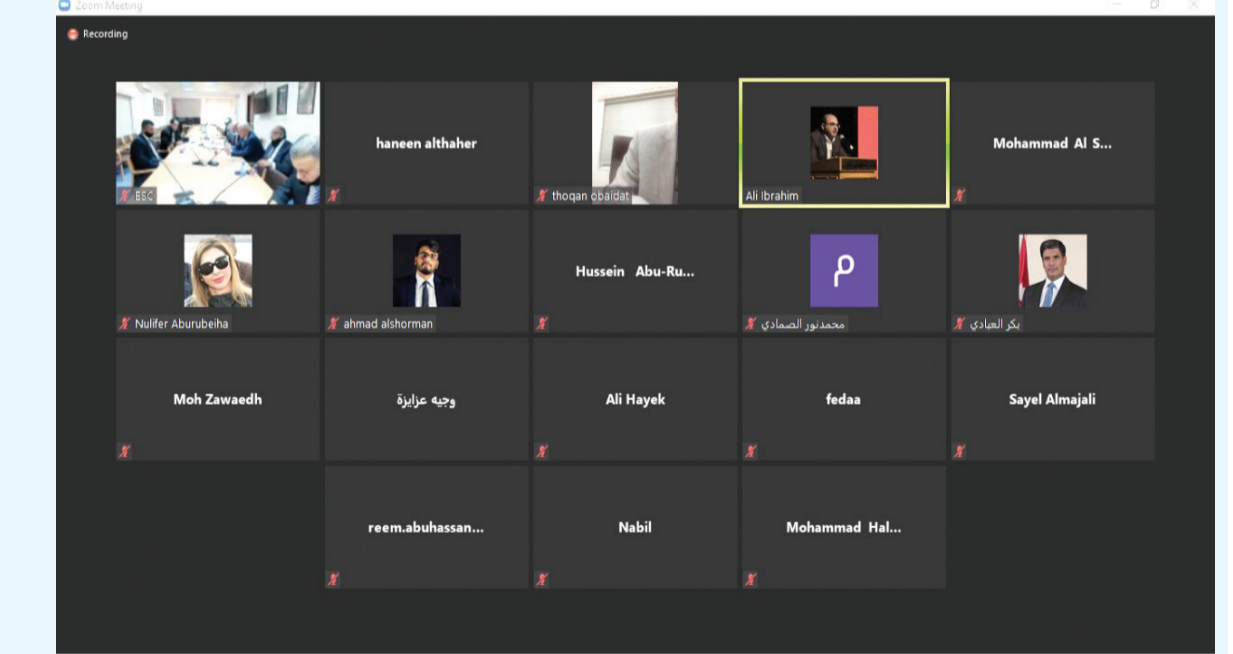 Zoom Meeting
Recording
ESC
haneen althaher
thoqan obaidat
Ali Ibrahim
Mohammad Al S...
Nulifer Aburubeiha
ahmad alshorman
Hussein Abu-Ru...
م
محمدنور الصمادي
بكر العبادي
Moh Zawaedh
وجيه عزايزة
Ali Hayek
fedaa
Sayel Almajali
reem.abuhassan...
Nabil
Mohammad Hal...